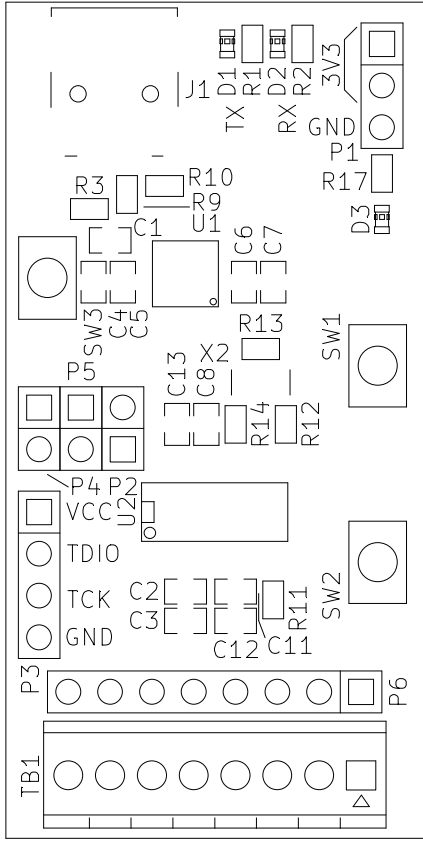 J1
D1
R1
D2
R2
TX
RX
3V3
GND
P1
R3
R10
R9
R17
D3
C1
U1
C6
C7
SW3
C4
C5
R13
X2
SW1
P5
C13
C8
R14
R12
P4 P2
VCC
U2
TDIO
TCK
GND
C2
C3
R11
SW2
C12
C11
P3
P6
TB1